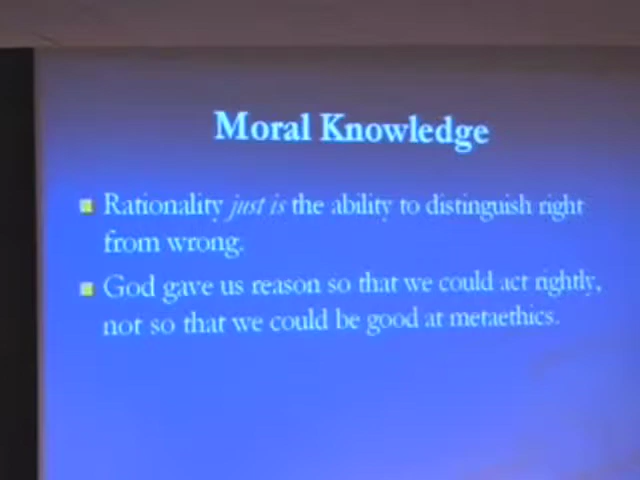 Moral Knowledge
Rationality just is the ability to distinguish right
from wrong.
God gave us reason so that we could act rightly,
not so that we could be good at metaethics.